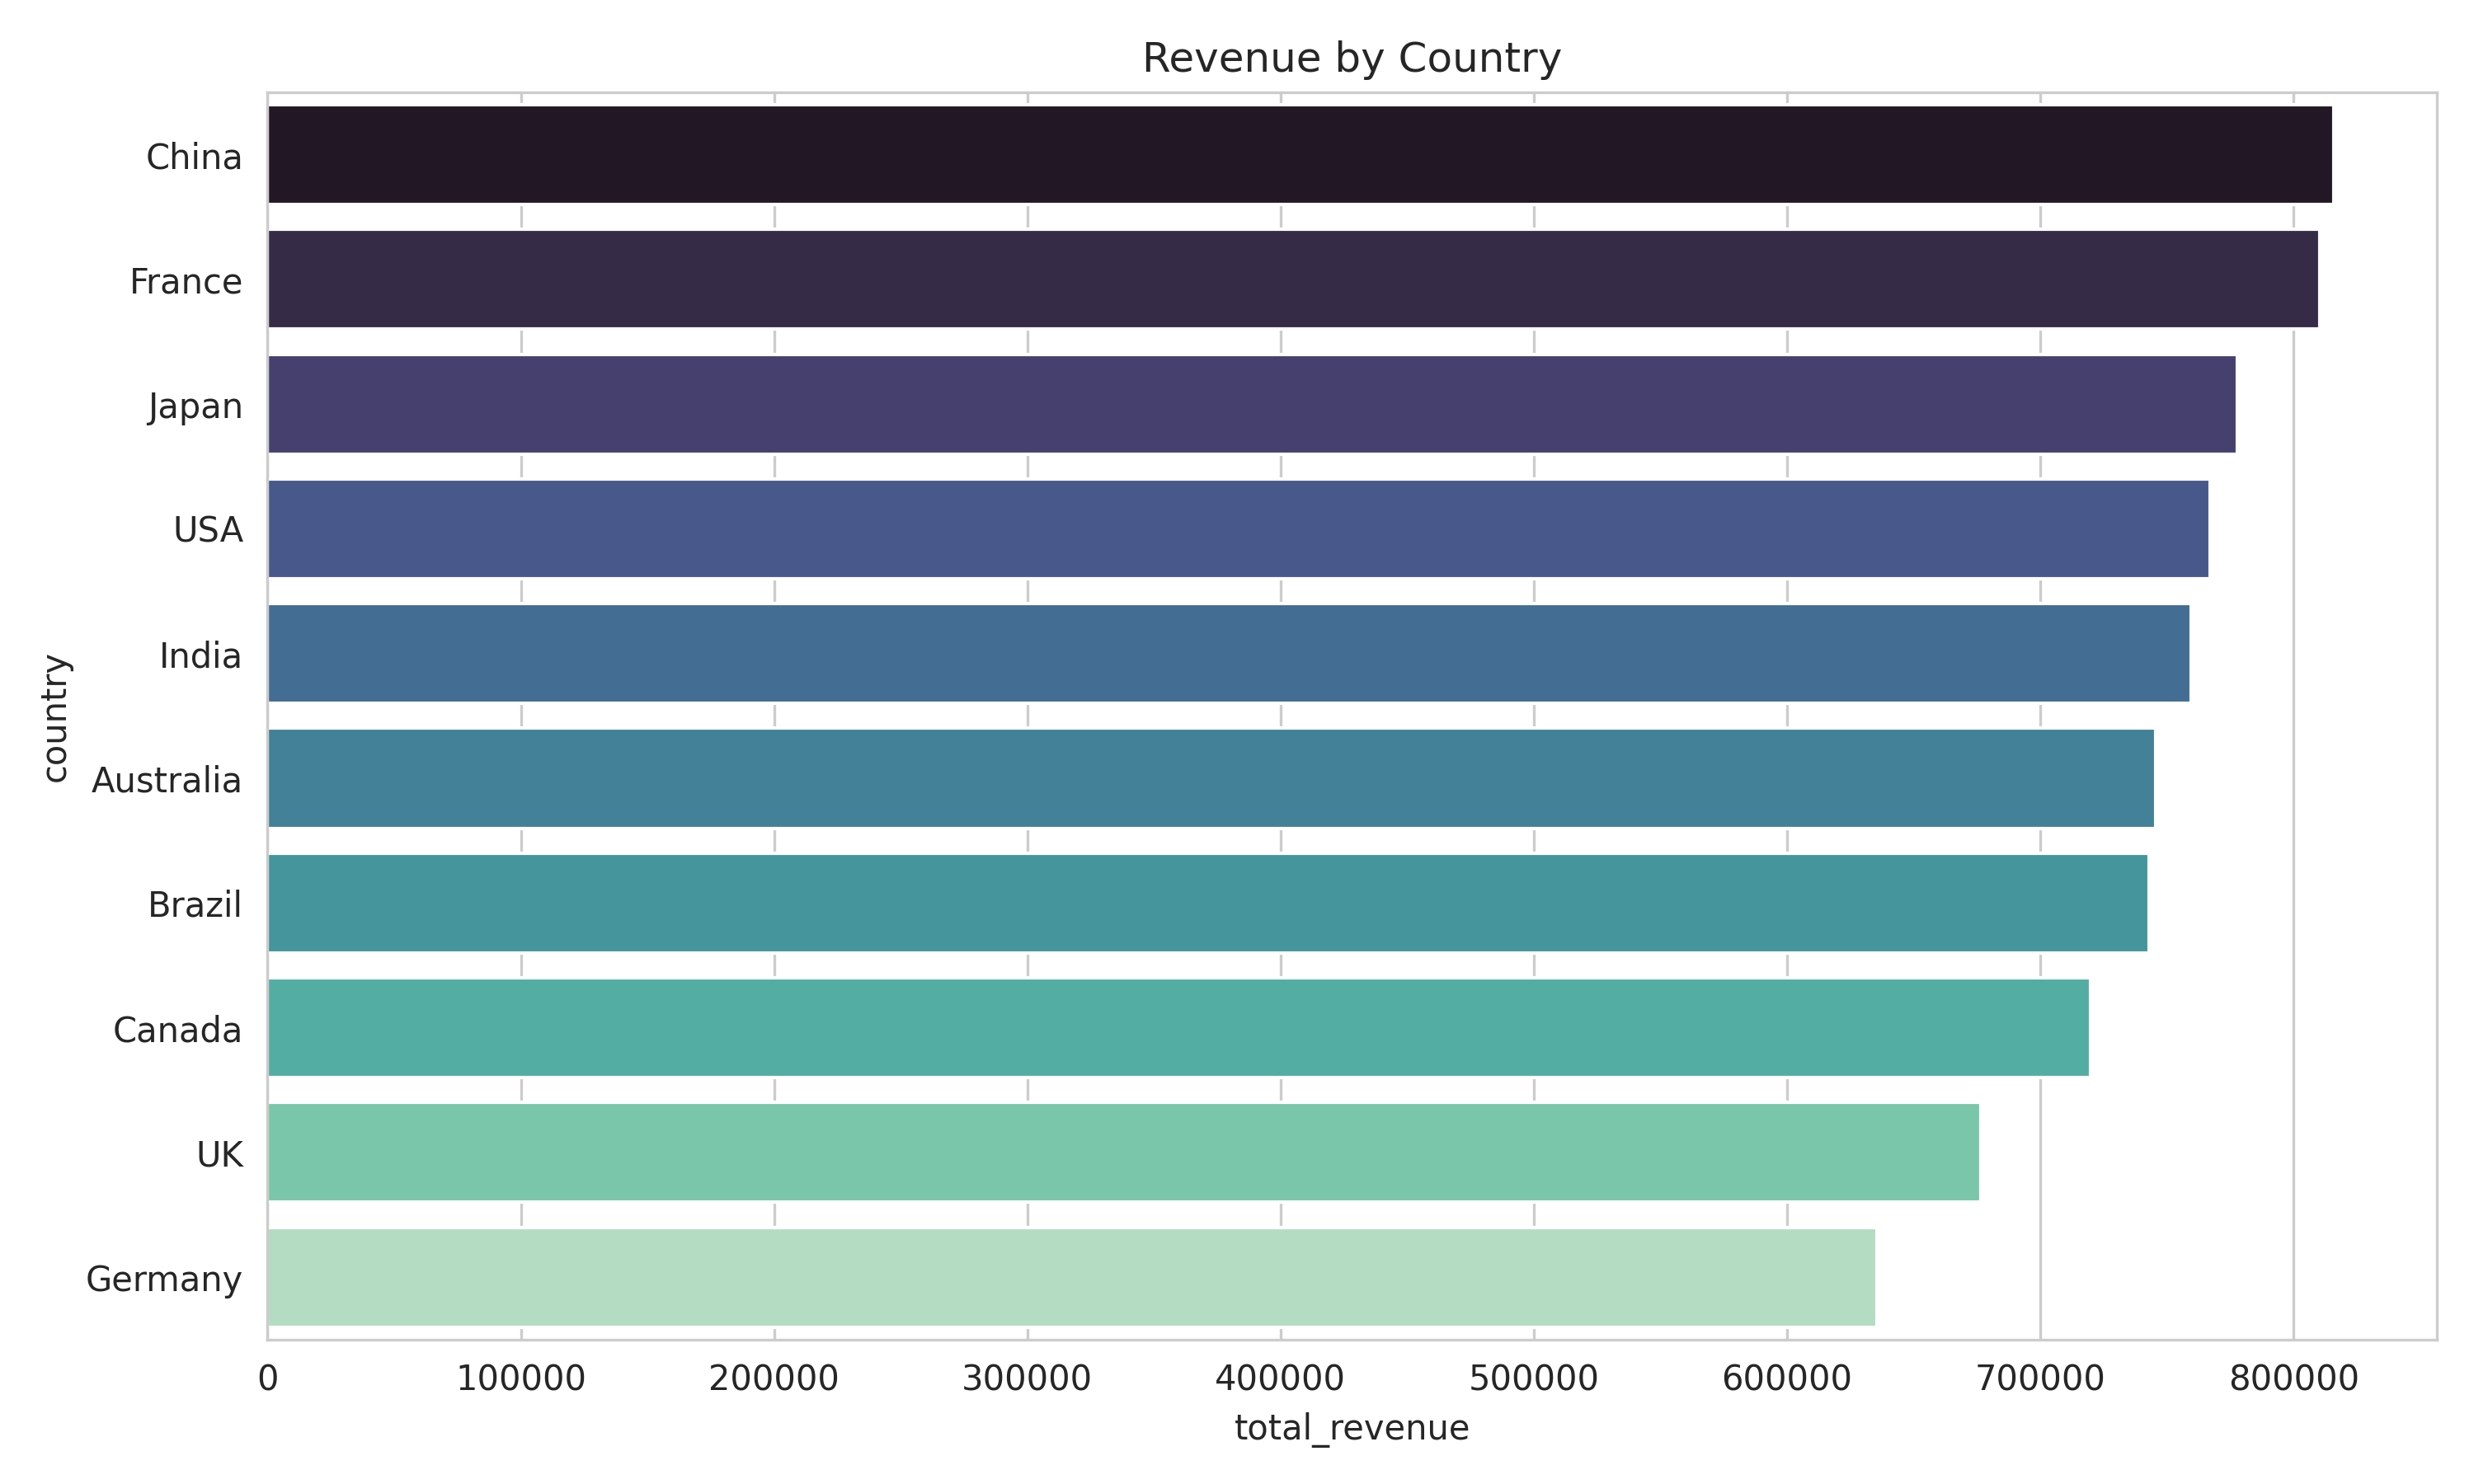 Revenue by Country
China
France
Japan
USA
India
Australia
Brazil
Canada
UK
Germany
country
0 100000 200000 300000 400000 500000 600000 700000 800000
total_revenue